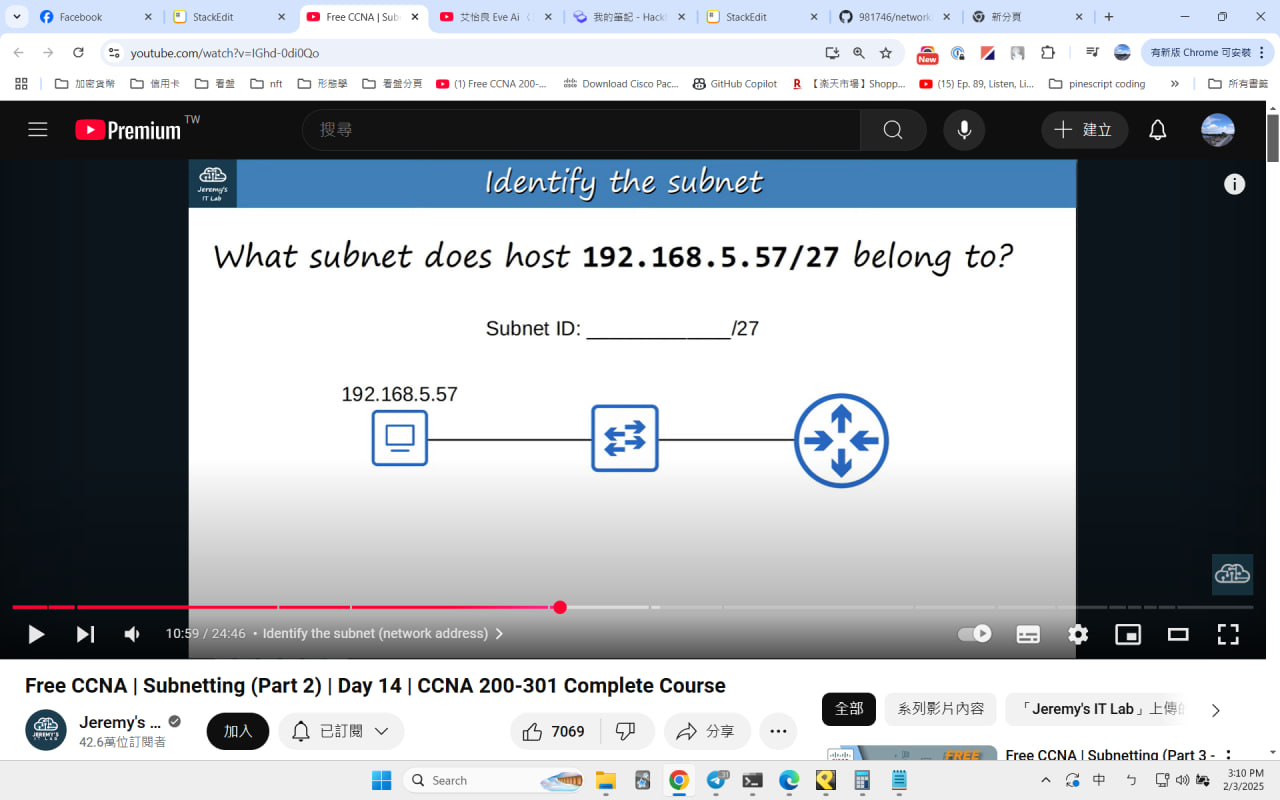 Facebook
StackEdit
Free CCNA | Sub
艾怡良 Eve Ai
我的筆記 - Hack
StackEdit
981746/network
新分頁
youtube.com/watch?v=IGhd-0di0Qo
New
有新版 Chrome 可安裝
加密貨幣
信用卡
看盤
nft
形態學
看盤分頁
(1) Free CCNA 200-...
Download Cisco Pac...
GitHub Copilot
【楽天市場】Shopp...
(15) Ep. 89, Listen, Li...
pinescript coding
所有書籤
Premium TW
搜尋
建立
Jeremy's
IT Lab
Identify the subnet
What subnet does host 192.168.5.57/27 belong to?
Subnet ID: _____________/27
192.168.5.57
10:59 / 24:46 • Identify the subnet (network address)
Free CCNA | Subnetting (Part 2) | Day 14 | CCNA 200-301 Complete Course
JEREMY'S
Jeremy's ...
42.6萬位訂閱者
加入
已訂閱
7069
分享
全部
系列影片內容
「Jeremy's IT Lab」上傳的
FREE
Free CCNA | Subnetting (Part 3 -
Search
31
中
ㄅ
3:10 PM
2/3/2025